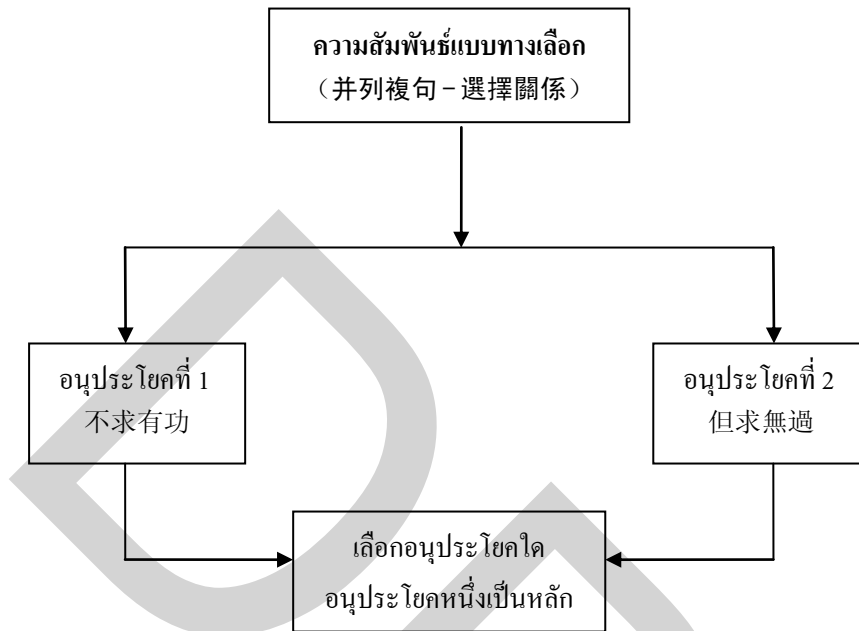 ความสัมพันธ์แบบทางเลือก
（并列複句-選擇關係）
อนุประโยคที่ 1
不求有功
อนุประโยคที่ 2
但求無過
เลือกอนุประโยคใด
อนุประโยคหนึ่งเป็นหลัก